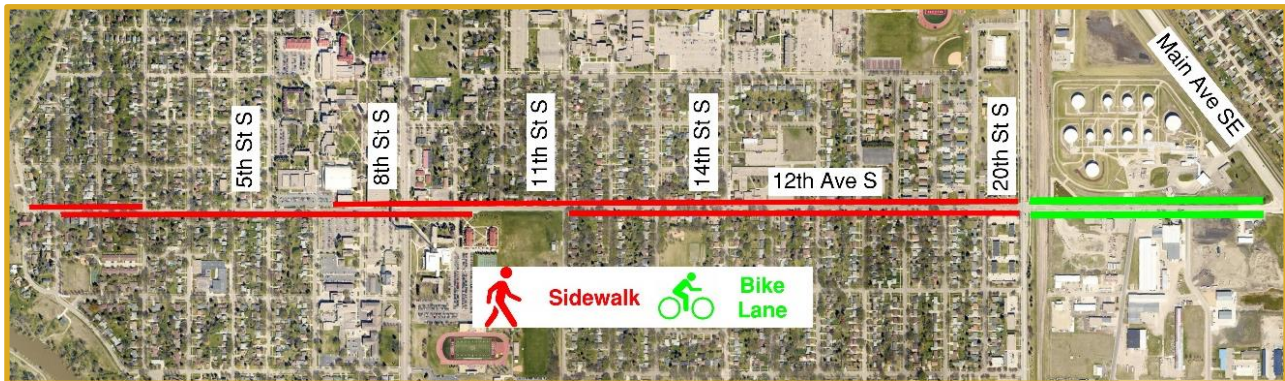 5th St S
8th St S
11th St S
14th St S
12th Ave S
20th St S
Main Ave SE
Sidewalk
Bike
Lane